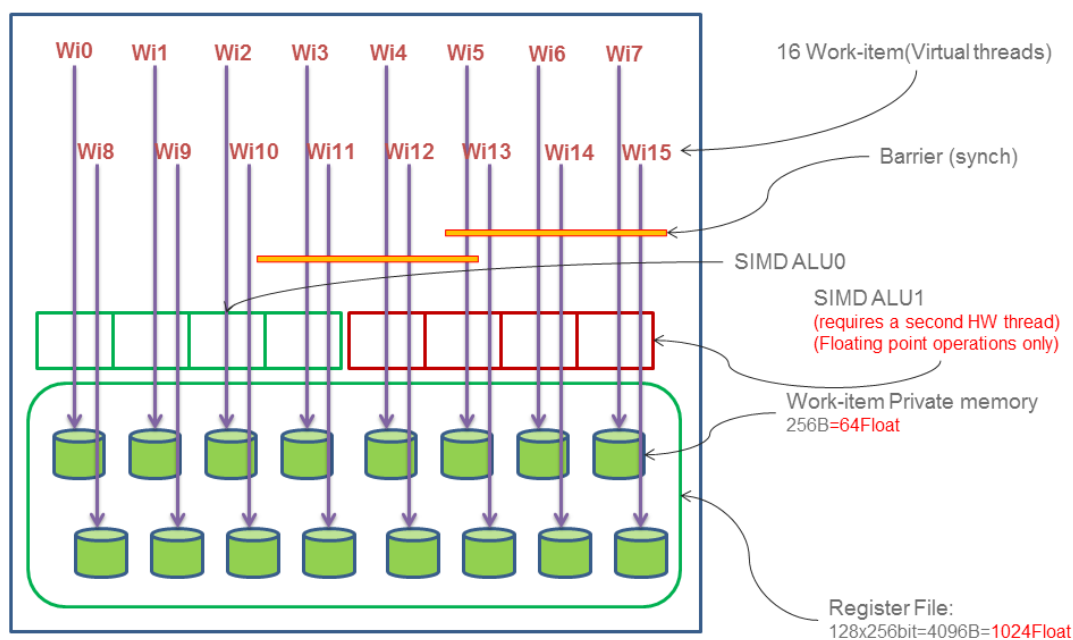 Wi0 Wi1 Wi2 Wi3 Wi4 Wi5 Wi6 Wi7
16 Work-item(Virtual threads)
Wi8 Wi9 Wi10 Wi11 Wi12 Wi13 Wi14 Wi15
Barrier (synch)
SIMD ALU0
SIMD ALU1
(requires a second HW thread)
(Floating point operations only)
Work-item Private memory
256B=64Float
Register File:
128x256bit=4096B=1024Float